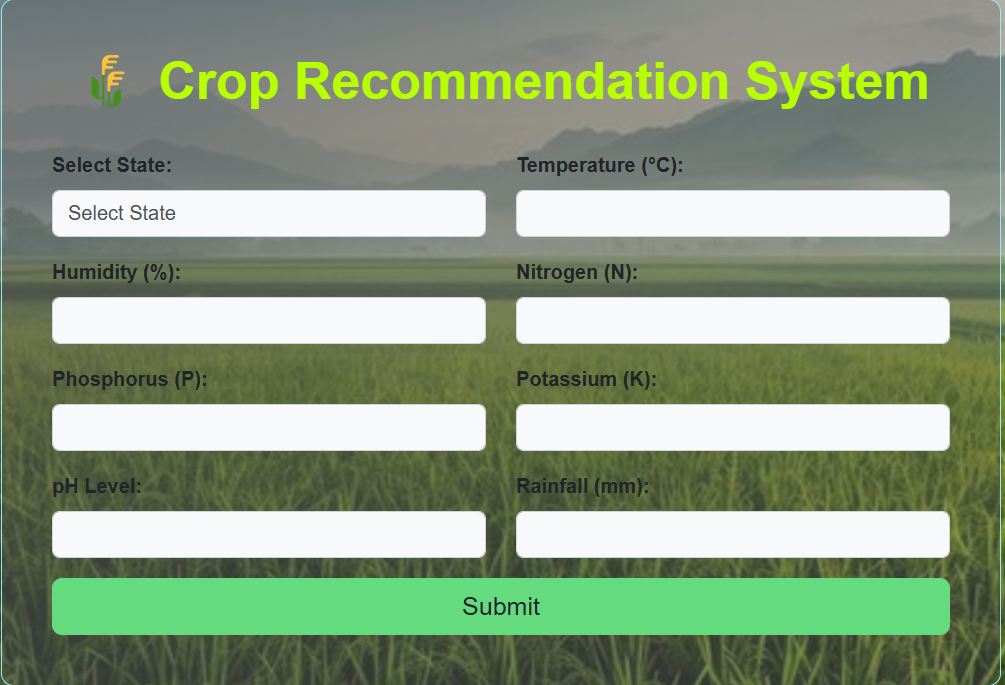 Crop Recommendation System
Select State:
Temperature (°C):
Select State
Humidity (%):
Nitrogen (N):
Phosphorus (P):
Potassium (K):
pH Level:
Rainfall (mm):
Submit